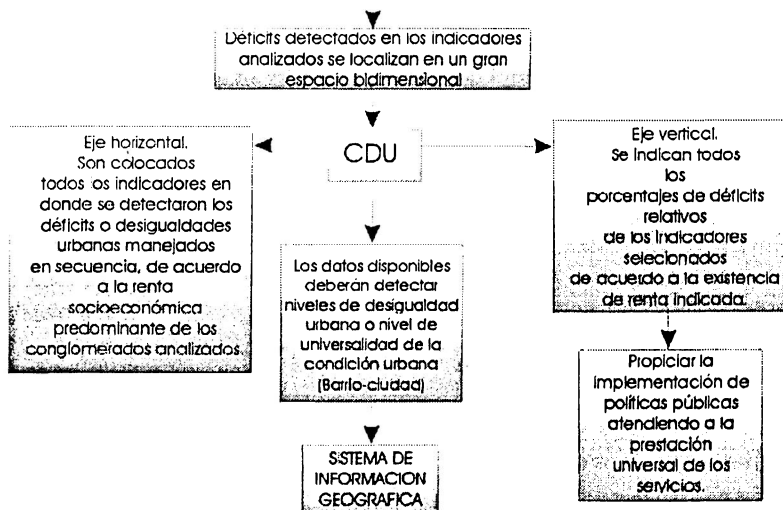 Déficits detectados en los indicadores
analizados se localizan en un gran
espacio bidimensional
CDU
Eje horizontal.
Son colocados
todos los indicadores en
donde se detectaron los
déficits o desigualdades
urbanas manejados
en secuencia, de acuerdo
a la renta
socioeconómica
predominante de los
conglomerados analizados.
Los datos disponibles
deberán detectar
niveles de desigualdad
urbana o nivel de
universalidad de la
condición urbana
(Barrio-ciudad)
SISTEMA DE
INFORMACION
GEOGRAFICA
Eje vertical.
Se indican todos
los
porcentajes de déficits
relativos
de los indicadores
selecionados
de acuerdo a la existencia
de renta indicada.
Propiciar la
implementación de
políticas públicas
atendiendo a la
prestación
universal de los
servicios.